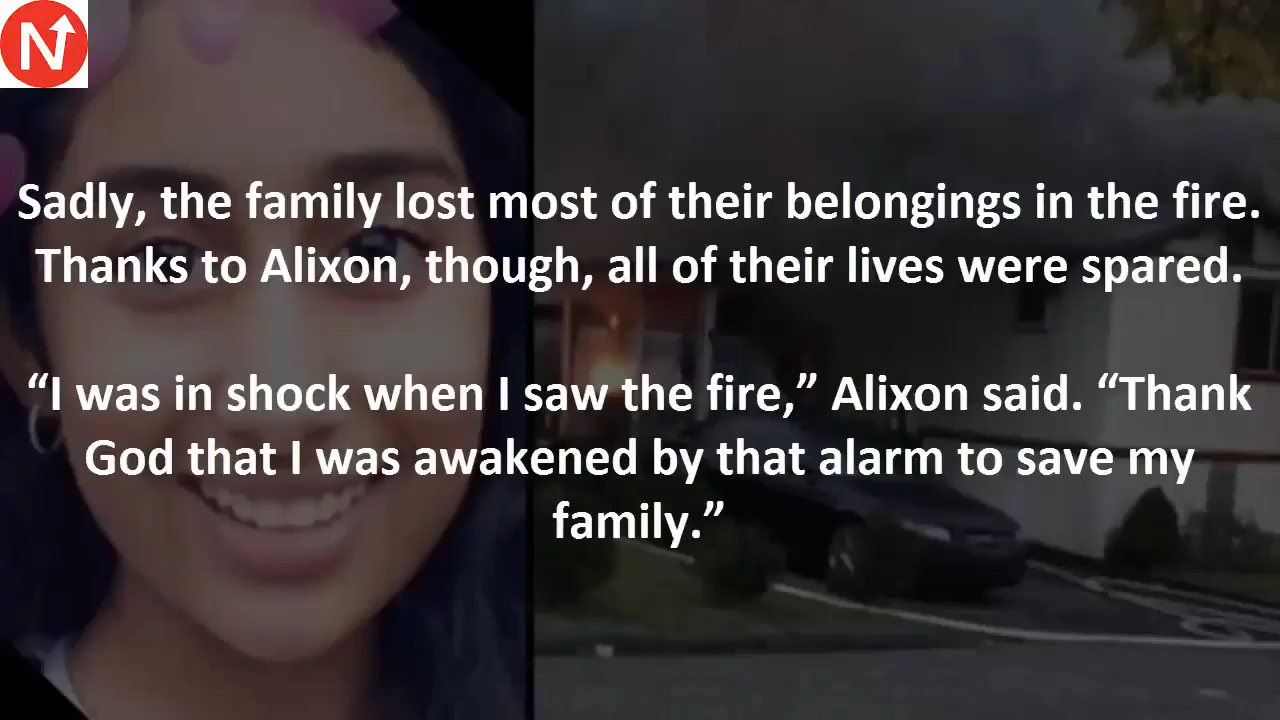 N
Sadly, the family lost most of their belongings in the fire.
Thanks to Alixon, though, all of their lives were spared.
“I was in shock when I saw the fire,” Alixon said. “Thank
God that I was awakened by that alarm to save my
family.”